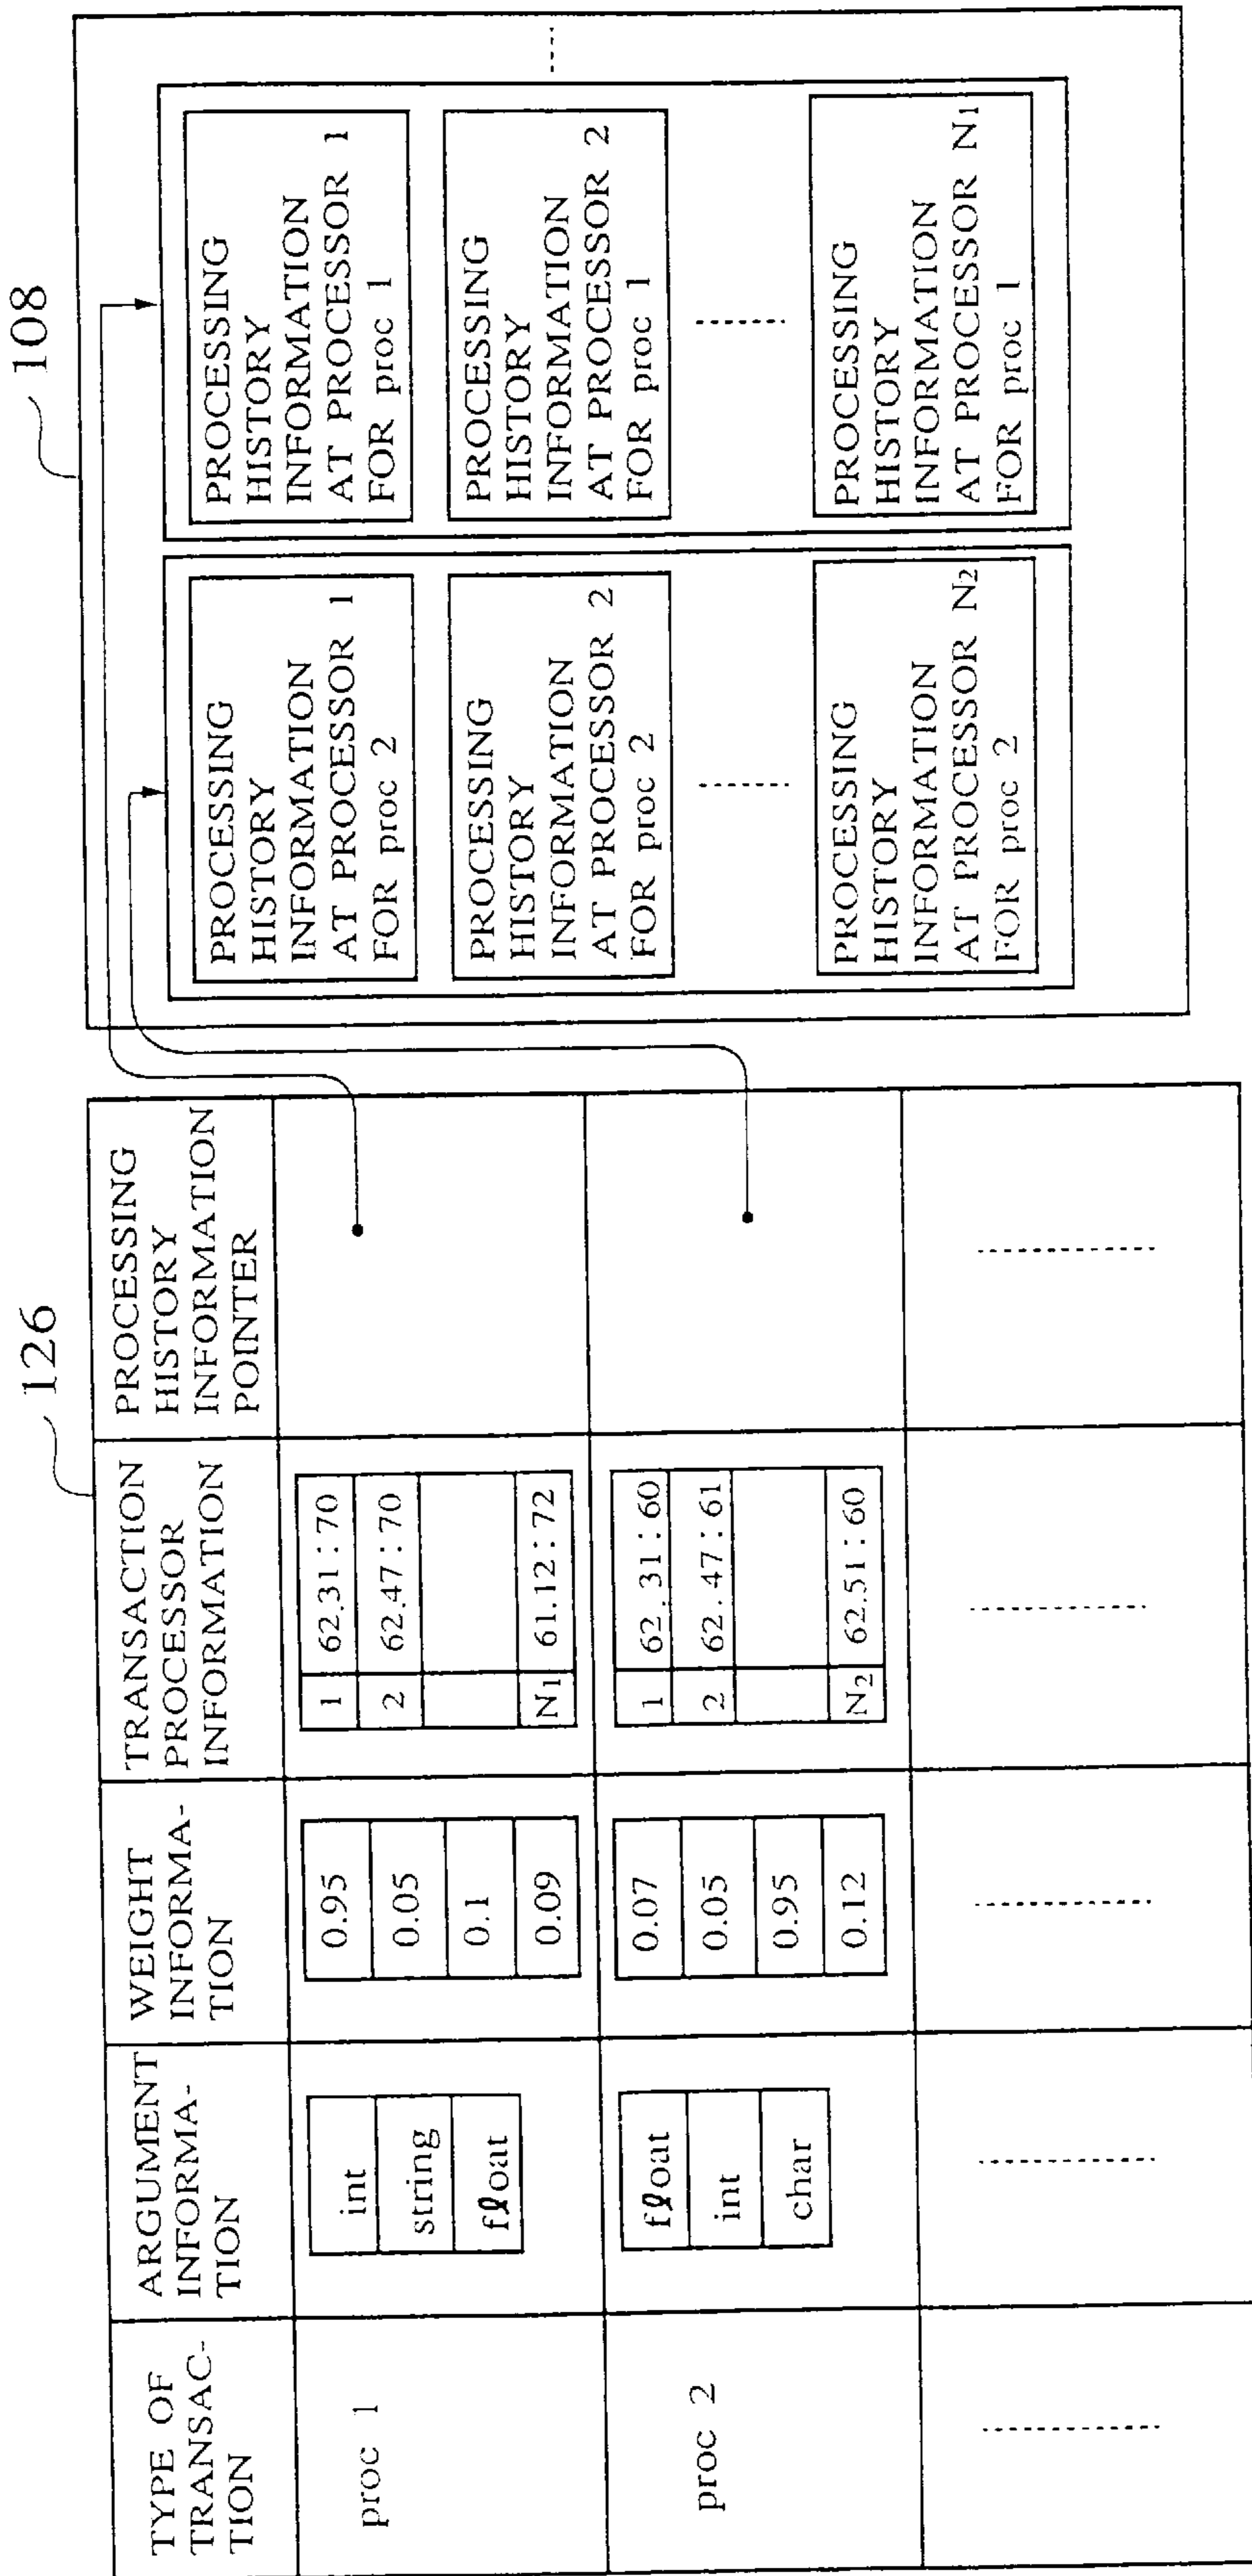 126
TYPE OF
TRANSAC-
TION
ARGUMENT
INFORMA-
TION
WEIGHT
INFORMA-
TION
TRANSACTION
PROCESSOR
INFORMATION
PROCESSING
HISTORY
INFORMATION
POINTER
proc 1
int
string
float
0.95
0.05
0.1
0.09
1 62.31:70
2 62.47:70
N1 61.12:72
proc 2
float
int
char
0.07
0.05
0.95
0.12
1 62.31:60
2 62.47:61
N2 62.51:60
108
PROCESSING
HISTORY
INFORMATION
AT PROCESSOR 1
FOR proc 2
PROCESSING
HISTORY
INFORMATION
AT PROCESSOR 2
FOR proc 2
PROCESSING
HISTORY
INFORMATION
AT PROCESSOR N2
FOR proc 2
PROCESSING
HISTORY
INFORMATION
AT PROCESSOR 1
FOR proc 1
PROCESSING
HISTORY
INFORMATION
AT PROCESSOR 2
FOR proc 1
PROCESSING
HISTORY
INFORMATION
AT PROCESSOR N1
FOR proc 1